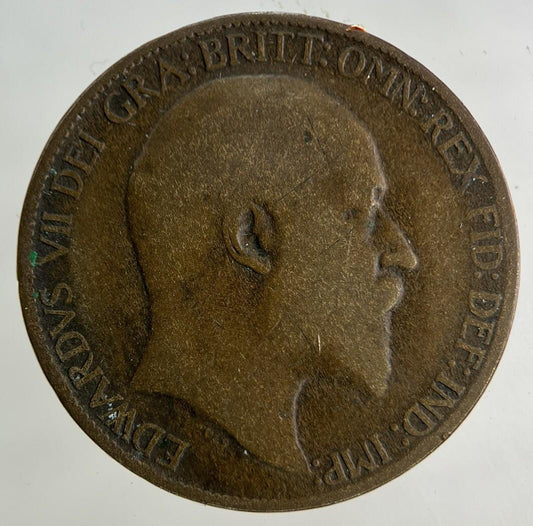 EDWARDVS VII DEI GRA: BRITT: OMN: REX FID: DEF: IND: IMP: